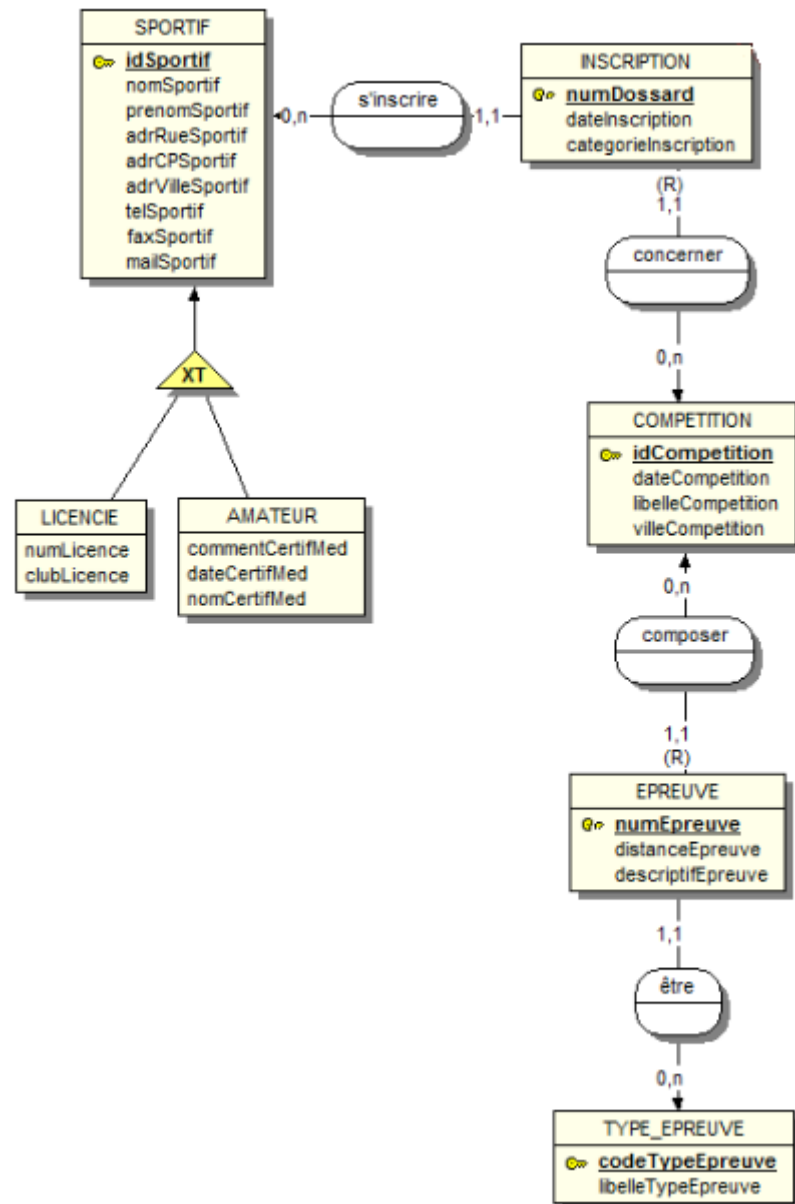 SPORTIF
idSportif
nomSportif
prenomSportif
adrRueSportif
adrCPSportif
adrVilleSportif
telSportif
faxSportif
mailSportif
0,n
s'inscrire
1,1
INSCRIPTION
numDossard
dateInscription
categorieInscription
(R)
1,1
concerner
0,n
XT
LICENCIE
numLicence
clubLicence
AMATEUR
commentCertifMed
dateCertifMed
nomCertifMed
COMPETITION
idCompetition
dateCompetition
libelleCompetition
villeCompetition
0,n
composer
1,1
(R)
EPREUVE
numEpreuve
distanceEpreuve
descriptifEpreuve
1,1
être
0,n
TYPE_EPREUVE
codeTypeEpreuve
libelleTypeEpreuve